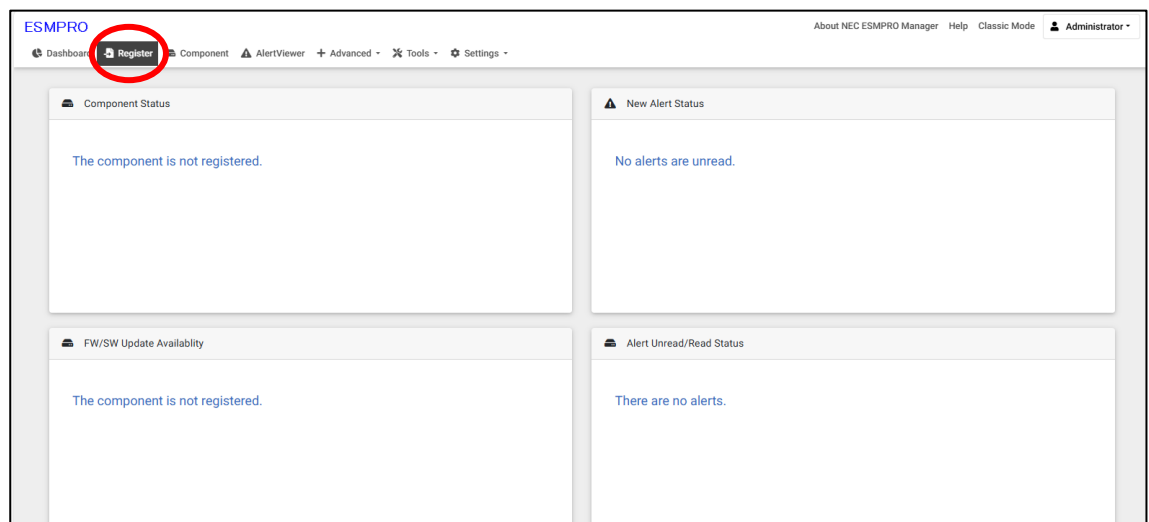 ESMPRO
About NEC ESMPRO Manager Help Classic Mode Administrator
Dashboard Register Component AlertViewer Advanced Tools Settings
Component Status
The component is not registered.
New Alert Status
No alerts are unread.
FW/SW Update Availablity
The component is not registered.
Alert Unread/Read Status
There are no alerts.